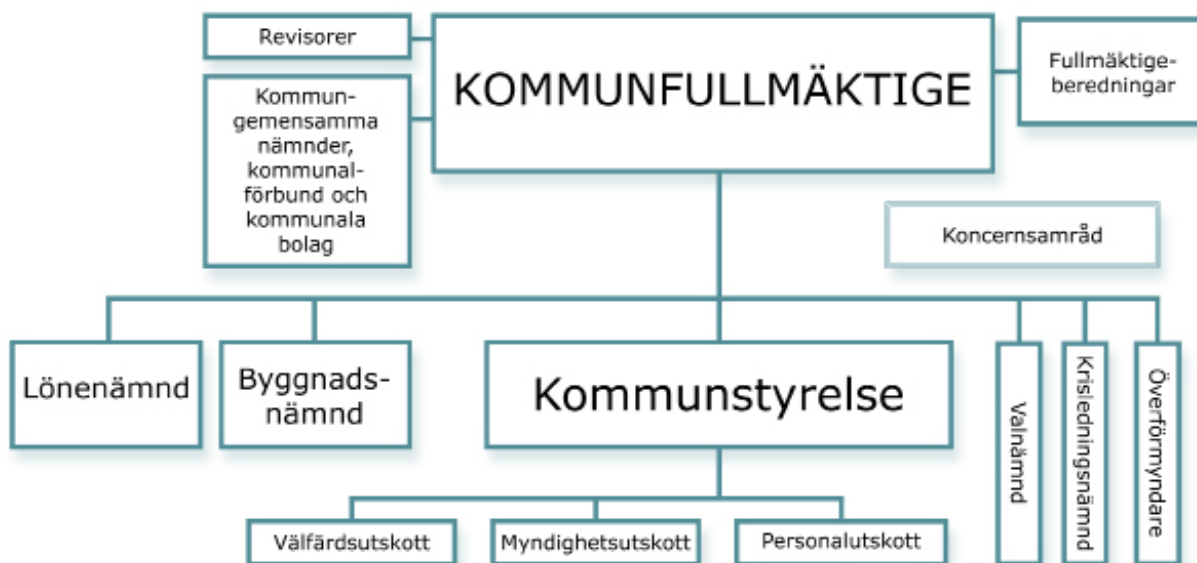 Revisorer
KOMMUNFULLMÄKTIGE
Fullmäktige-
beredningar
Kommun-
gemensamma
nämnder,
kommunal-
förbund och
kommunala
bolag
Koncernsamråd
Lönenämnd
Byggnads-
nämnd
Kommunstyrelse
Valnämnd
Krisledningsnämnd
Överförmyndare
Välfärdsutskott
Myndighetsutskott
Personalutskott